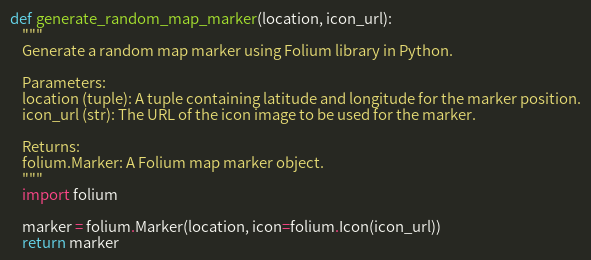 def generate_random_map_marker(location, icon_url):
    """
    Generate a random map marker using Folium library in Python.

    Parameters:
    location (tuple): A tuple containing latitude and longitude for the marker position.
    icon_url (str): The URL of the icon image to be used for the marker.

    Returns:
    folium.Marker: A Folium map marker object.
    """
    import folium

    marker = folium.Marker(location, icon=folium.Icon(icon_url))
    return marker